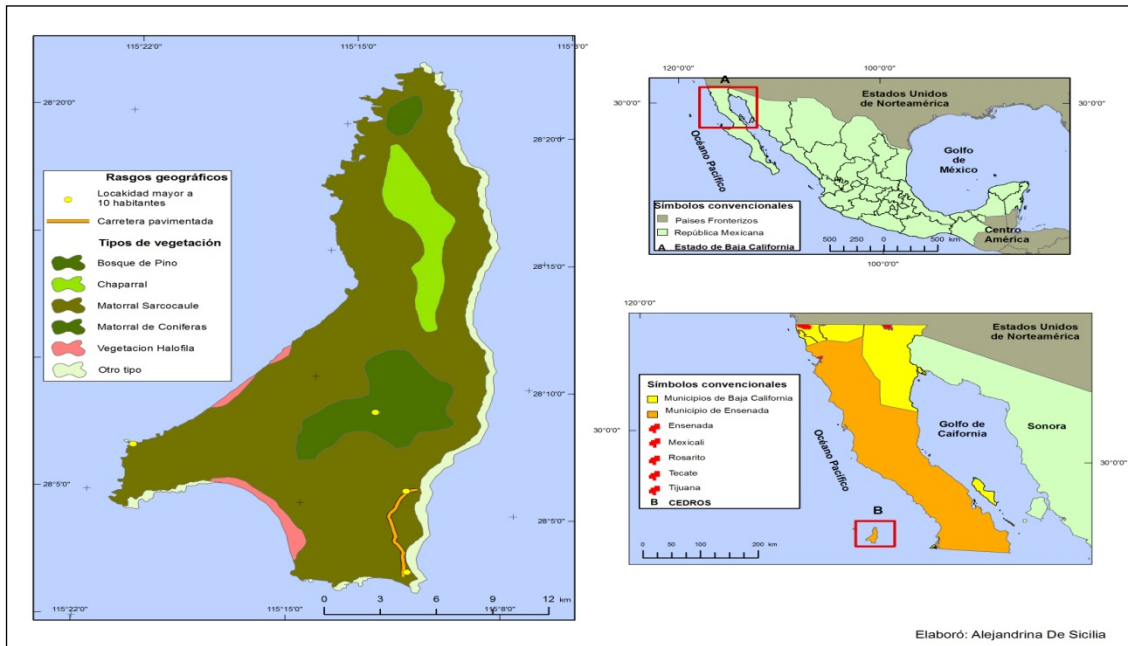 115°22'0"
115°15'0"
115°8'0"
28°20'0"
28°20'0"
28°15'0"
28°10'0"
28°5'0"
28°5'0"
115°22'0"
115°15'0"
115°8'0"
Rasgos geográficos
Locakidad mayor a
10 habitantes
Carretera pavimentada
Tipos de vegetación
Bosque de Pino
Chaparral
Matorral Sarcocaule
Matorral de Coníferas
Vegetacion Halofila
Otro tipo
0 3 6 9 12
km
120°0'0"
100°0'0"
A
30°0'0"
30°0'0"
Estados Unidos
de Norteamérica
Océano Pacífico
Golfo
de
México
Centro
América
Símbolos convencionales
Paises Fronterizos
República Mexicana
A Estado de Baja California
500 250 0 500 km
100°0'0"
120°0'0"
Estados Unidos
de Norteamérica
Símbolos convencionales
Municipios de Baja California
Municipio de Ensenada
Ensenada
Mexicali
Rosarito
Tecate
Tijuana
B CEDROS
30°0'0"
30°0'0"
Océano Pacífico
Golfo de
Caifornia
Sonora
B
0 50 100 200
km
Elaboró: Alejandrina De Sicilia